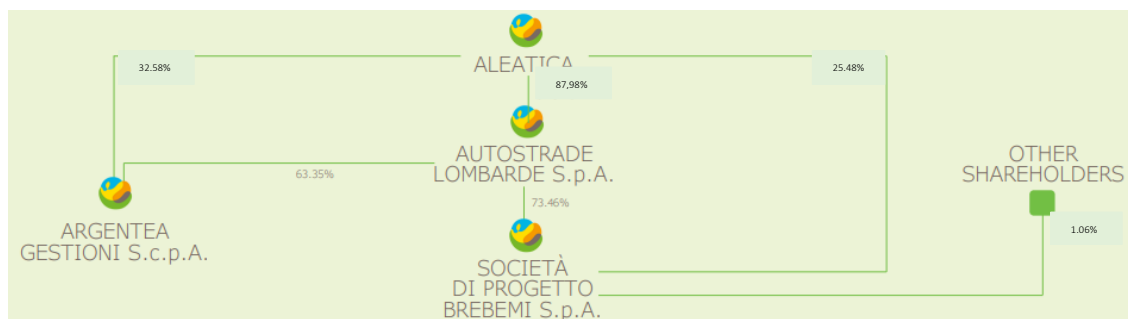 ALEATICA
32.58%
25.48%
87,98%
AUTOSTRADE
LOMBARDE S.p.A.
OTHER
SHAREHOLDERS
63.35%
73.46%
ARGENTEA
GESTIONI S.c.p.A.
1.06%
SOCIETÀ
DI PROGETTO
BREBEMI S.p.A.